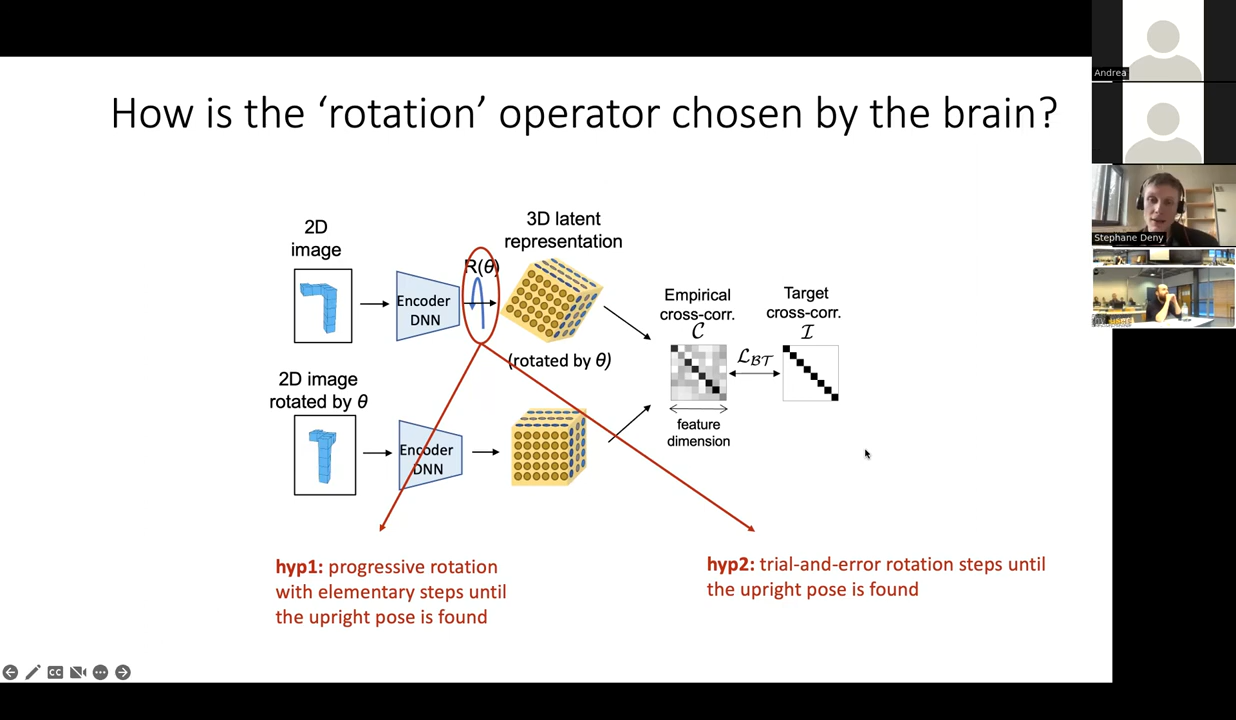 How is the ‘rotation’ operator chosen by the brain?
2D
image
Encoder
DNN
R(θ)
3D latent
representation
(rotated by θ)
2D image
rotated by θ
Encoder
DNN
Empirical
cross-corr.
C
feature
dimension
L_BT
Target
cross-corr.
I
hyp1: progressive rotation
with elementary steps until
the upright pose is found
hyp2: trial-and-error rotation steps until
the upright pose is found
CC
Andrea
Stephane Deny